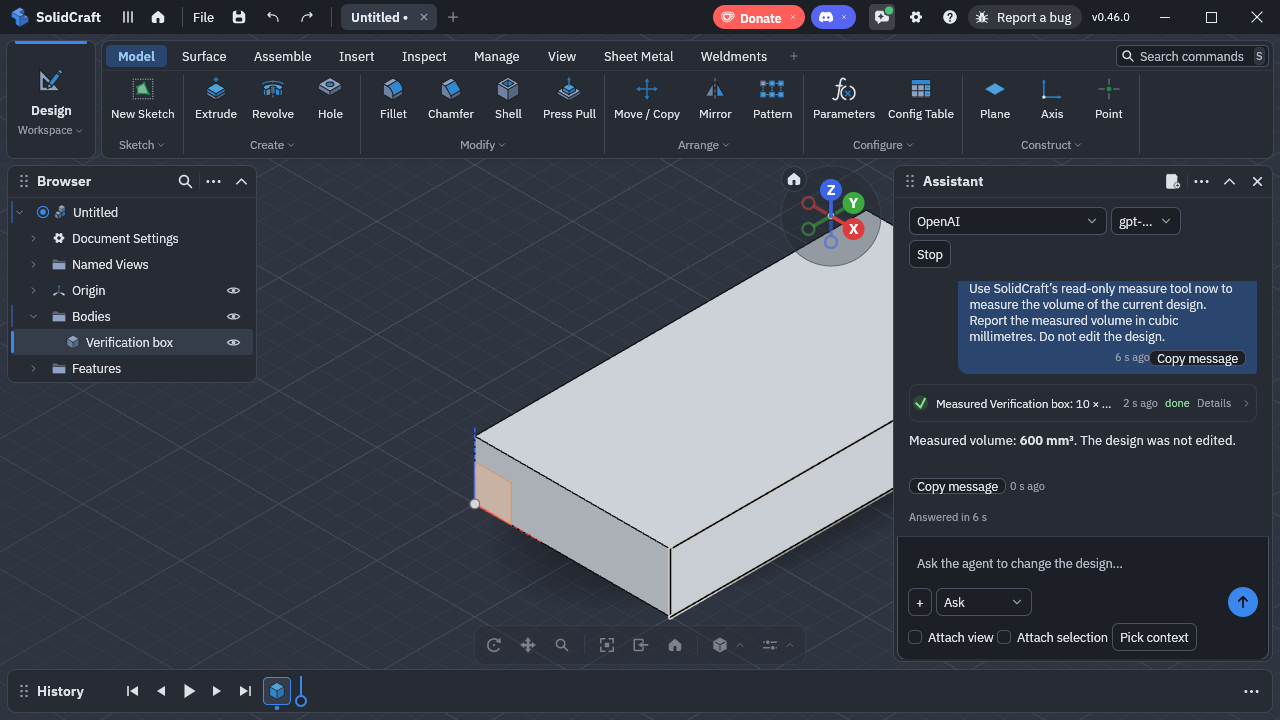 SolidCraft
File
Untitled •
Donate
Report a bug
v0.46.0
Design
Workspace
Model
Surface
Assemble
Insert
Inspect
Manage
View
Sheet Metal
Weldments
Search commands
S
New Sketch
Extrude
Revolve
Hole
Fillet
Chamfer
Shell
Press Pull
Move / Copy
Mirror
Pattern
Parameters
Config Table
Plane
Axis
Point
Sketch
Create
Modify
Arrange
Configure
Construct
Browser
Untitled
Document Settings
Named Views
Origin
Bodies
Verification box
Features
Z
Y
X
Assistant
OpenAI
gpt-...
Stop
Use SolidCraft's read-only measure tool now to
measure the volume of the current design.
Report the measured volume in cubic
millimetres. Do not edit the design.
6 s ago
Copy message
Measured Verification box: 10 × ...
2 s ago
done
Details
Measured volume: 600 mm³. The design was not edited.
Copy message
0 s ago
Answered in 6 s
Ask the agent to change the design...
+
Ask
Attach view
Attach selection
Pick context
History